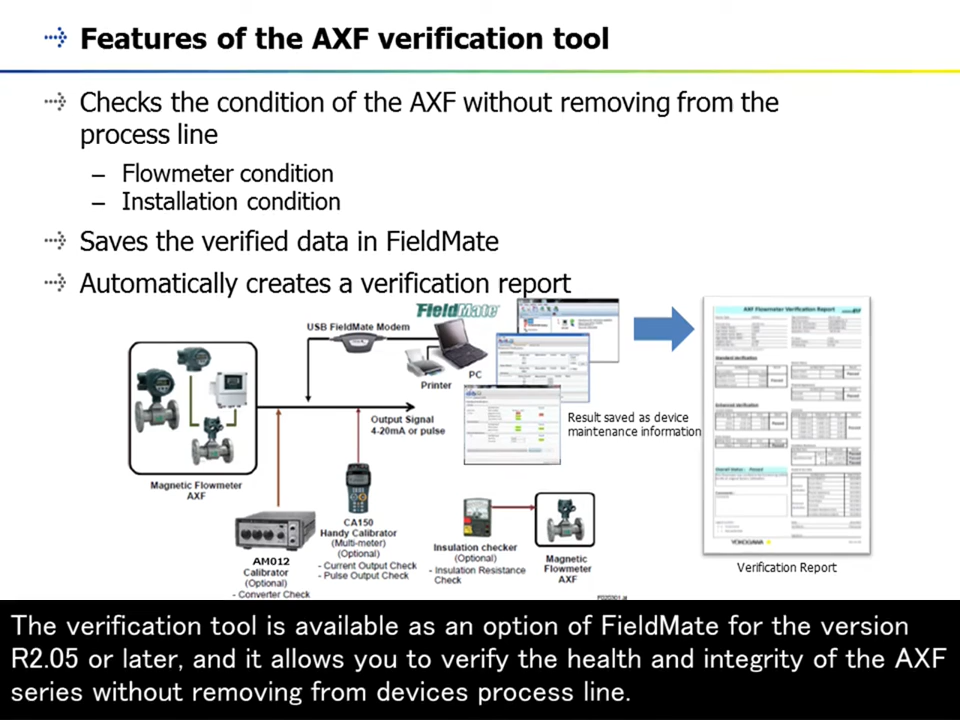 Features of the AXF verification tool
Checks the condition of the AXF without removing from the
process line
– Flowmeter condition
– Installation condition
Saves the verified data in FieldMate
Automatically creates a verification report
FieldMate
USB FieldMate Modem
PC
Printer
Output Signal
4-20mA or pulse
Magnetic Flowmeter
AXF
Result saved as device
maintenance information
AXF Flowmeter Verification Report
YOKOGAWA
Verification Report
AM012
Calibrator
(Optional)
- Converter Check
CA150
Handy Calibrator
(Multi-meter)
(Optional)
- Current Output Check
- Pulse Output Check
Insulation checker
(Optional)
- Insulation Resistance
Check
Magnetic
Flowmeter
AXF
The verification tool is available as an option of FieldMate for the version
R2.05 or later, and it allows you to verify the health and integrity of the AXF
series without removing from devices process line.